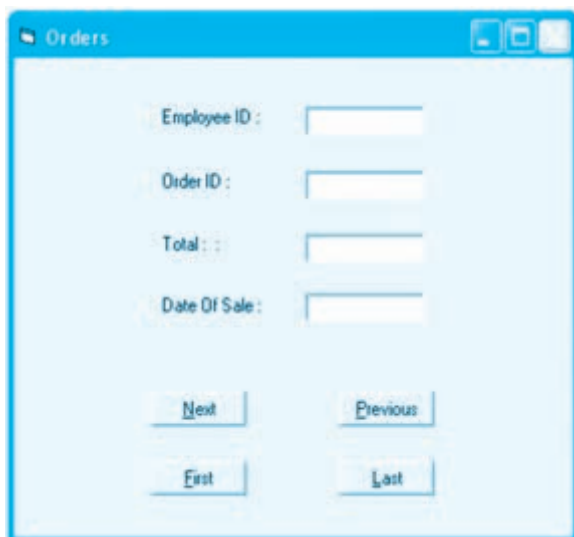 Orders
Employee ID :
Order ID :
Total : :
Date Of Sale :
Next Previous
First Last